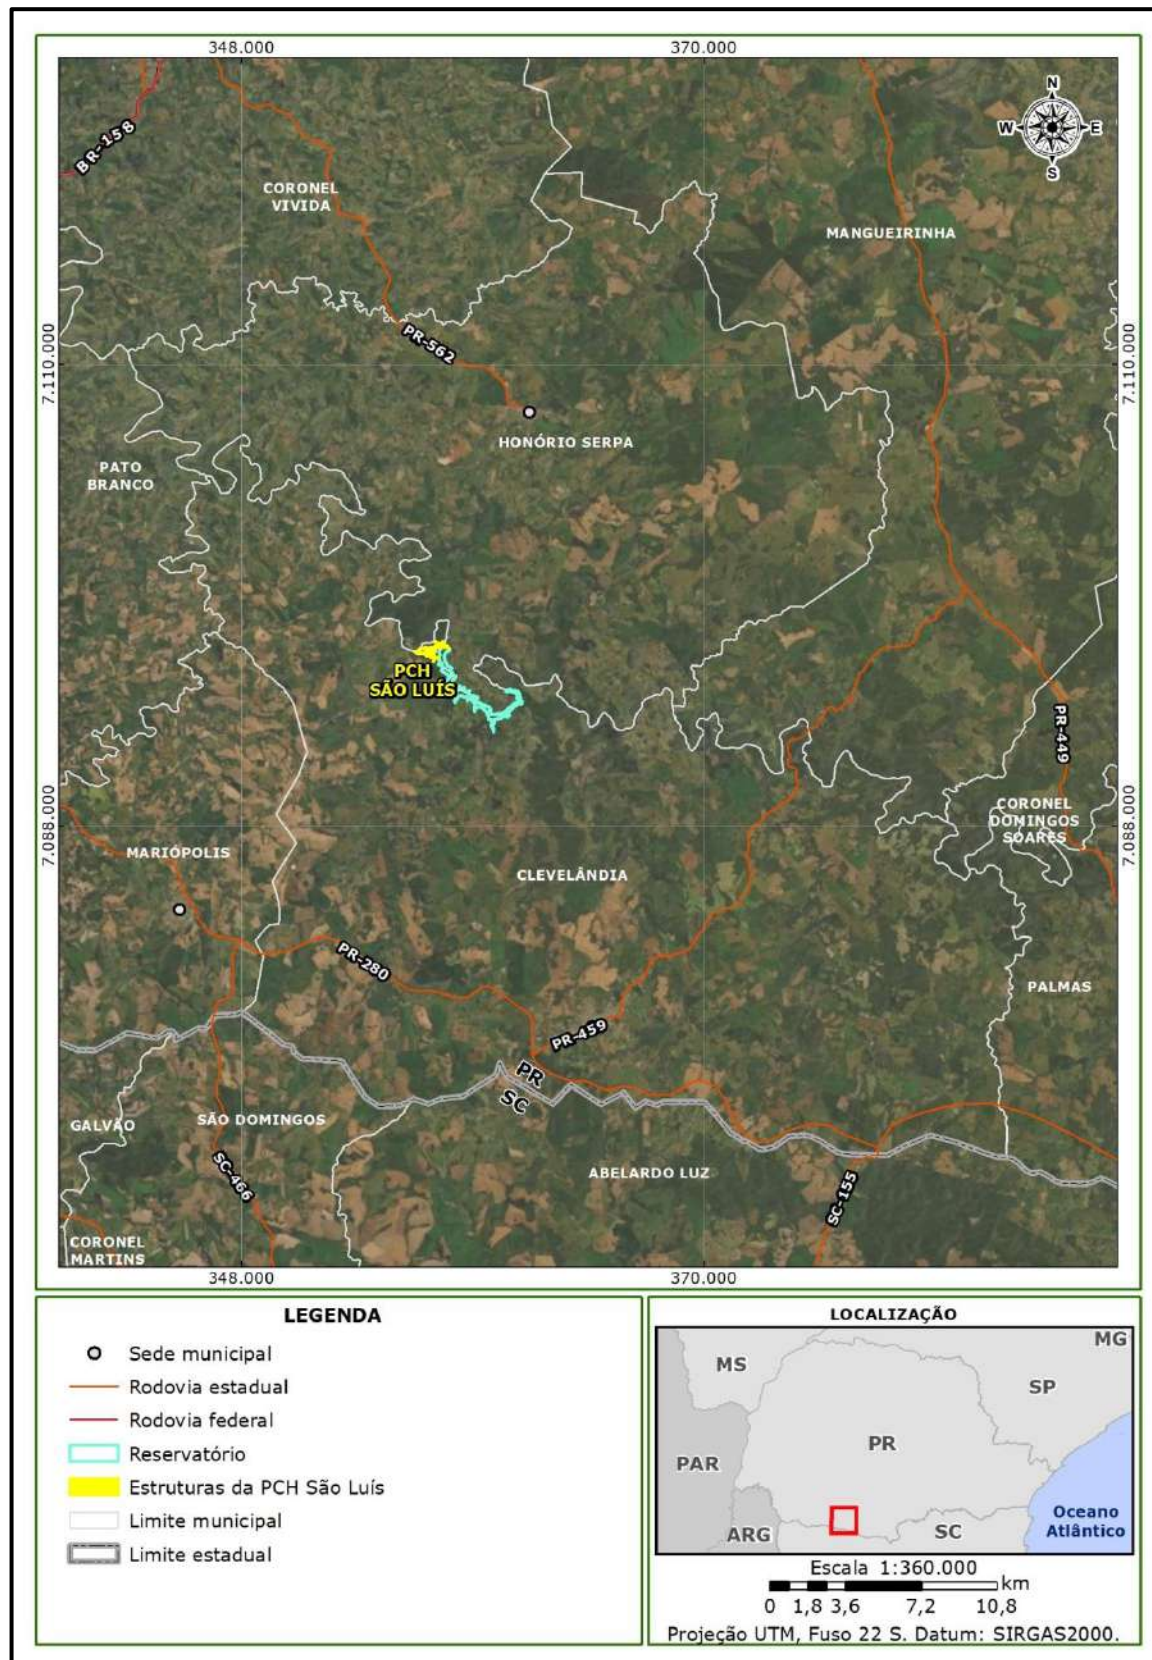 348.000
370.000
N
W
E
S
BR-158
CORONEL
VIVIDA
MANGUEIRINHA
7.110.000
PR-562
7.110.000
HONÓRIO SERPA
PATO
BRANCO
PCH
SÃO LUÍS
PR-449
7.088.000
CORONEL
DOMINGOS
SOARES
7.088.000
MARIÓPOLIS
CLEVELÂNDIA
PR-280
PALMAS
PR-459
PR
SC
GALVÃO
SÃO DOMINGOS
ABELARDO LUZ
SC-466
SC-155
CORONEL
MARTINS
348.000
370.000
LEGENDA
Sede municipal
Rodovia estadual
Rodovia federal
Reservatório
Estruturas da PCH São Luís
Limite municipal
Limite estadual
LOCALIZAÇÃO
MG
MS
SP
PR
PAR
ARG
SC
Oceano
Atlântico
Escala 1:360.000
km
0 1,8 3,6 7,2 10,8
Projeção UTM, Fuso 22 S. Datum: SIRGAS2000.